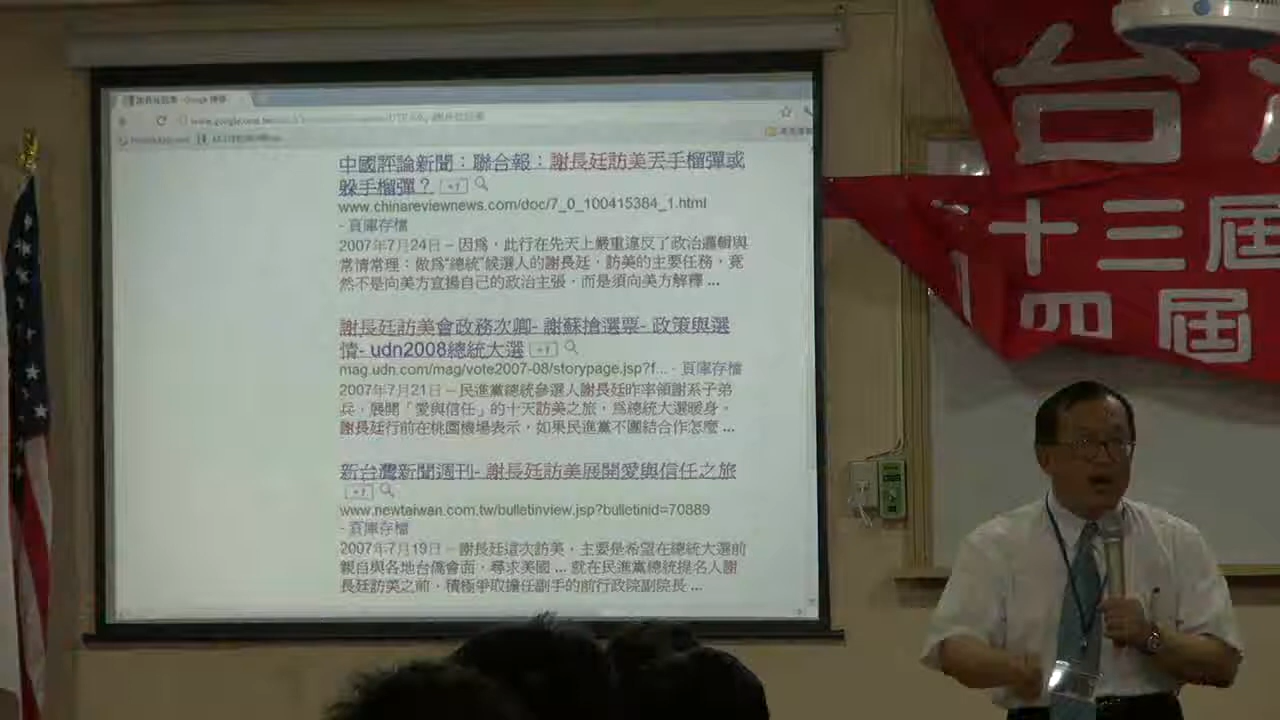 中國評論新聞：聯合報：謝長廷訪美丟手榴彈或
躲手榴彈？
www.chinareviewnews.com/doc/7_0_100415384_1.html
- 頁庫存檔
2007年7月24日 – 因為，此行在先天上嚴重違反了政治邏輯與
常情常理：做為“總統”候選人的謝長廷，訪美的主要任務，竟
然不是向美方宣揚自己的政治主張，而是須向美方解釋 ...
謝長廷訪美會政務次卿- 謝蘇搶選票- 政策與選
情- udn2008總統大選
mag.udn.com/mag/vote2007-08/storypage.jsp?f... - 頁庫存檔
2007年7月21日 – 民進黨總統參選人謝長廷昨率領謝系子弟
兵，展開「愛與信任」的十天訪美之旅，為總統大選暖身。
謝長廷行前在桃園機場表示，如果民進黨不團結合作怎麼 ...
新台灣新聞週刊- 謝長廷訪美展開愛與信任之旅
www.newtaiwan.com.tw/bulletinview.jsp?bulletinid=70889
- 頁庫存檔
2007年7月19日 – 謝長廷這次訪美，主要是希望在總統大選前
親自與各地台僑會面，尋求美國 ... 就在民進黨總統提名人謝
長廷訪美之前，積極爭取擔任副手的前行政院副院長 ...
台
十三屆
四屆